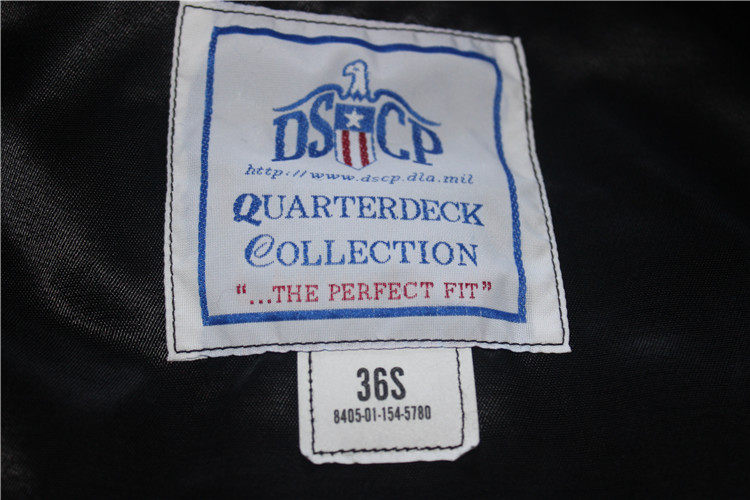 DSCP
http://www.dscp.dla.mil
QUARTERDECK
COLLECTION
"...THE PERFECT FIT"
36S
8405-01-154-5780